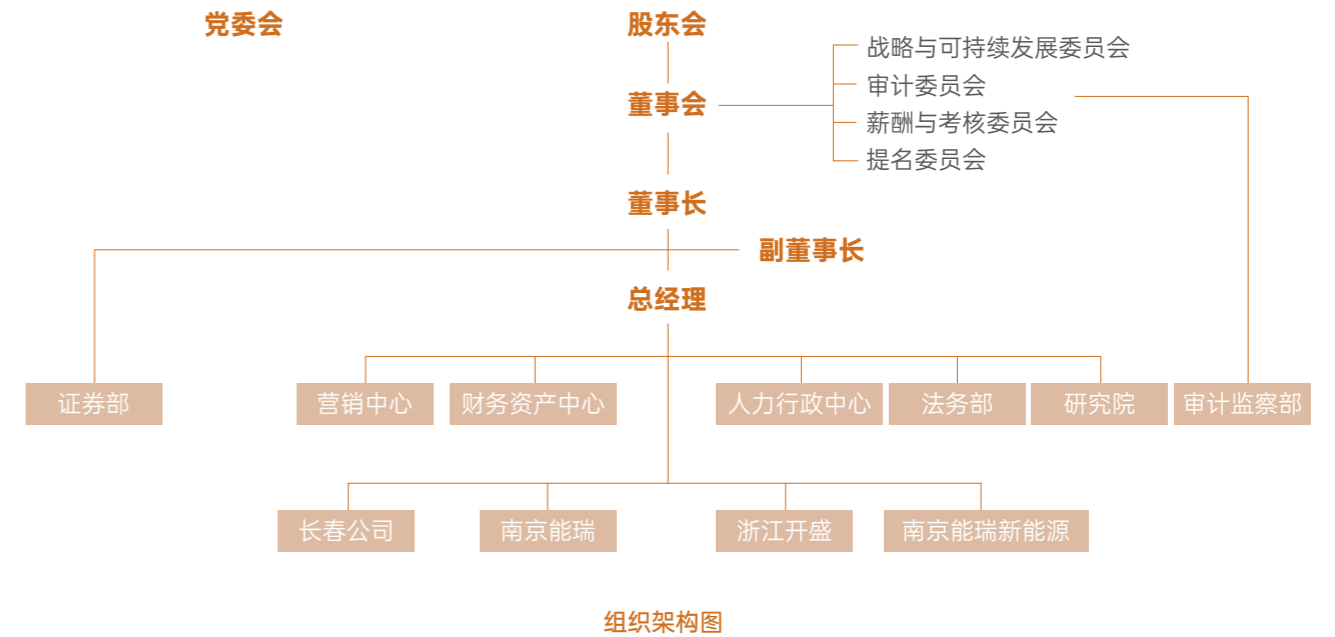 党委会
股东会
战略与可持续发展委员会
审计委员会
董事会
薪酬与考核委员会
提名委员会
董事长
副董事长
总经理
证券部
营销中心
财务资产中心
人力行政中心
法务部
研究院
审计监察部
长春公司
南京能瑞
浙江开盛
南京能瑞新能源
组织架构图